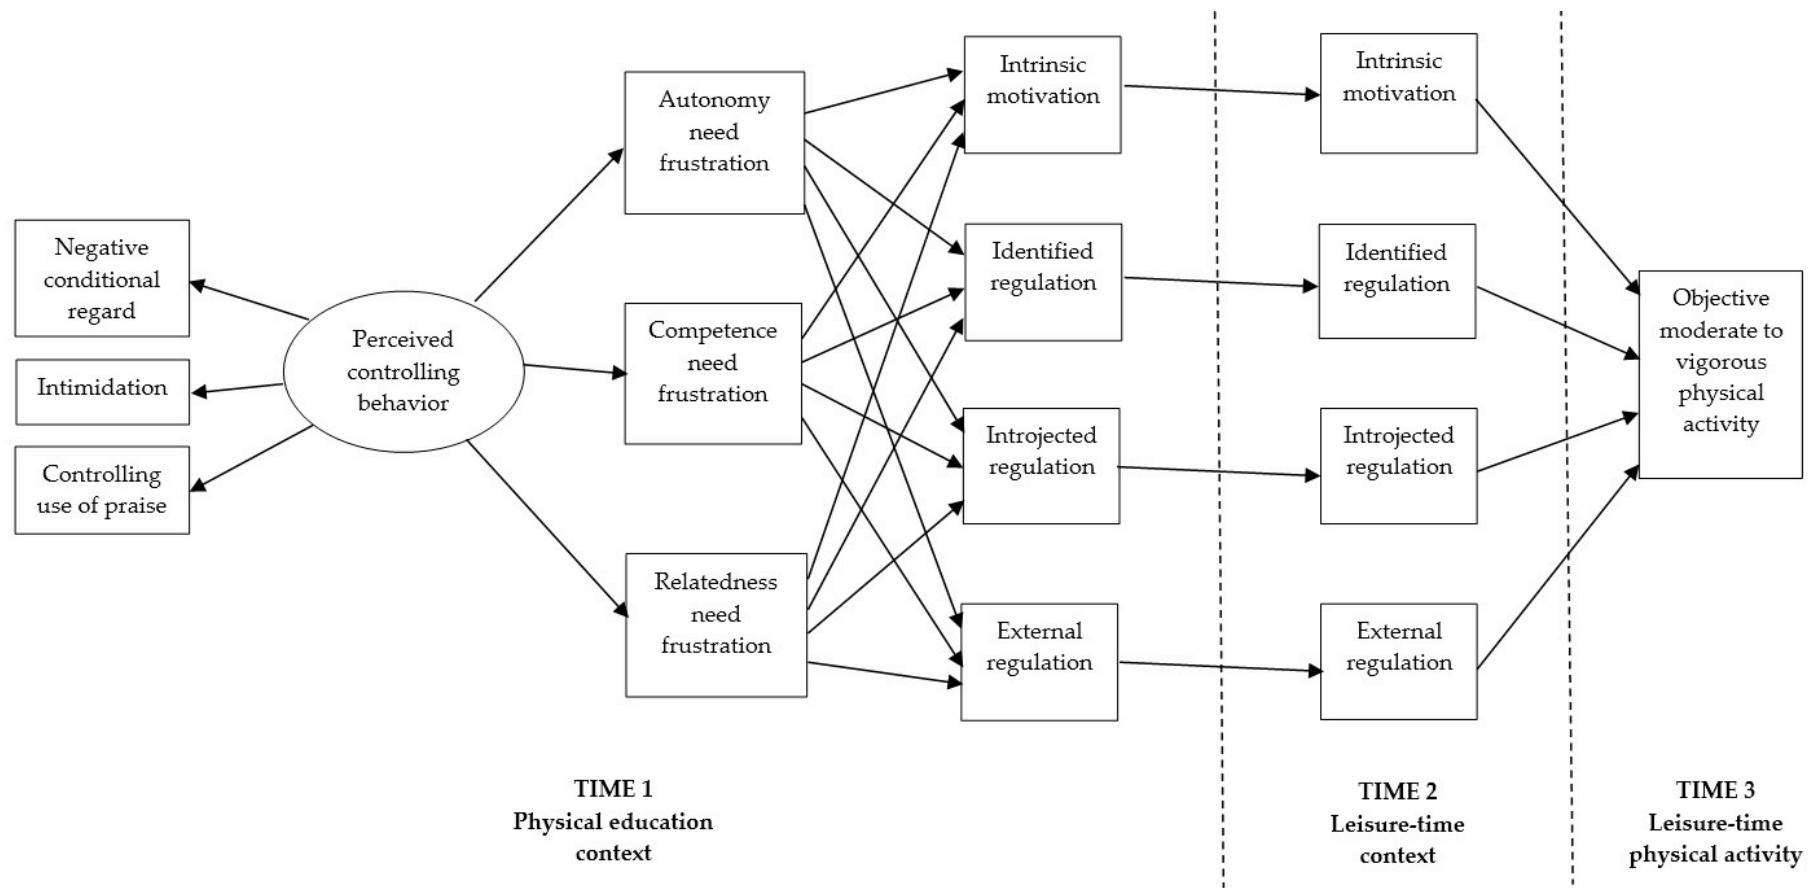 Negative
conditional
regard
Intimidation
Controlling
use of praise
Perceived
controlling
behavior
Autonomy
need
frustration
Competence
need
frustration
Relatedness
need
frustration
Intrinsic
motivation
Identified
regulation
Introjected
regulation
External
regulation
Intrinsic
motivation
Identified
regulation
Introjected
regulation
External
regulation
Objective
moderate to
vigorous
physical
activity
TIME 1
Physical education
context
TIME 2
Leisure-time
context
TIME 3
Leisure-time
physical activity